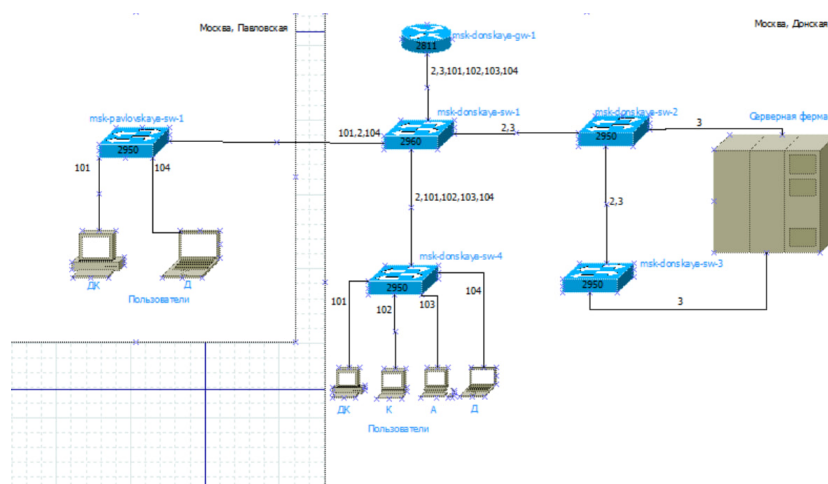 Москва, Павловская
Москва, Донская
msk-donskaya-gw-1
2811
2,3,101,102,103,104
msk-pavlovskaya-sw-1
2950
msk-donskaya-sw-1
2960
msk-donskaya-sw-2
2950
Серверная ферма
101,2,104
2,3
3
101
104
2,101,102,103,104
2,3
ДК
Д
Пользователи
msk-donskaya-sw-4
2950
msk-donskaya-sw-3
2950
3
101
102
103
104
ДК
К
А
Д
Пользователи